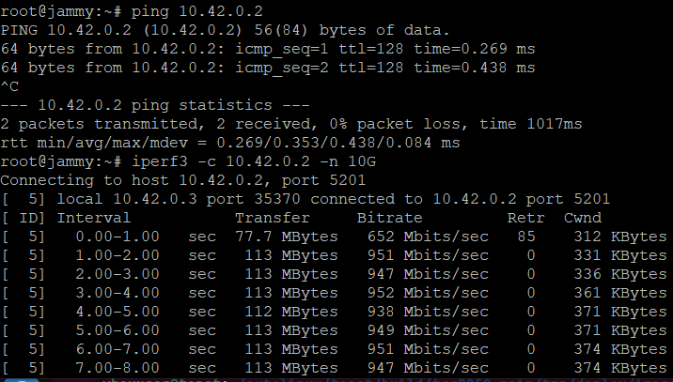 root@jammy:~# ping 10.42.0.2
PING 10.42.0.2 (10.42.0.2) 56(84) bytes of data.
64 bytes from 10.42.0.2: icmp_seq=1 ttl=128 time=0.269 ms
64 bytes from 10.42.0.2: icmp_seq=2 ttl=128 time=0.438 ms
^C
--- 10.42.0.2 ping statistics ---
2 packets transmitted, 2 received, 0% packet loss, time 1017ms
rtt min/avg/max/mdev = 0.269/0.353/0.438/0.084 ms
root@jammy:~# iperf3 -c 10.42.0.2 -n 10G
Connecting to host 10.42.0.2, port 5201
[  5] local 10.42.0.3 port 35370 connected to 10.42.0.2 port 5201
[ ID] Interval           Transfer     Bitrate         Retr  Cwnd
[  5]   0.00-1.00   sec  77.7 MBytes   652 Mbits/sec   85    312 KBytes
[  5]   1.00-2.00   sec   113 MBytes   951 Mbits/sec    0    331 KBytes
[  5]   2.00-3.00   sec   113 MBytes   947 Mbits/sec    0    336 KBytes
[  5]   3.00-4.00   sec   113 MBytes   952 Mbits/sec    0    361 KBytes
[  5]   4.00-5.00   sec   112 MBytes   938 Mbits/sec    0    371 KBytes
[  5]   5.00-6.00   sec   113 MBytes   949 Mbits/sec    0    371 KBytes
[  5]   6.00-7.00   sec   113 MBytes   951 Mbits/sec    0    374 KBytes
[  5]   7.00-8.00   sec   113 MBytes   947 Mbits/sec    0    374 KBytes